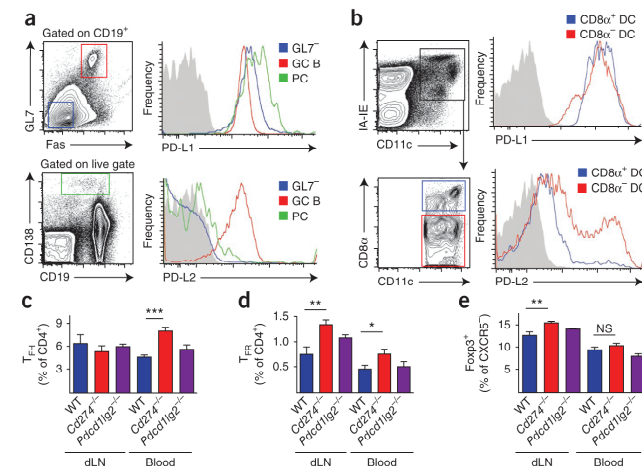 a
Gated on CD19+
GL7
Fas
Frequency
PD-L1
GL7−
GC B
PC
Gated on live gate
CD138
CD19
Frequency
PD-L2
GL7−
GC B
PC
b
IA-IE
CD11c
Frequency
PD-L1
CD8α+ DC
CD8α− DC
CD8α
CD11c
Frequency
PD-L2
CD8α+ DC
CD8α− DC
c
TFH
(% of CD4+)
9
6
3
***
WT
Cd274−/−
Pdcd1lg2−/−
WT
Cd274−/−
Pdcd1lg2−/−
dLN
Blood
d
TFR
(% of CD4+)
1.5
1.0
0.5
**
*
WT
Cd274−/−
Pdcd1lg2−/−
WT
Cd274−/−
Pdcd1lg2−/−
dLN
Blood
e
Foxp3+
(% of CXCR5−)
15
10
5
**
NS
WT
Cd274−/−
Pdcd1lg2−/−
WT
Cd274−/−
Pdcd1lg2−/−
dLN
Blood